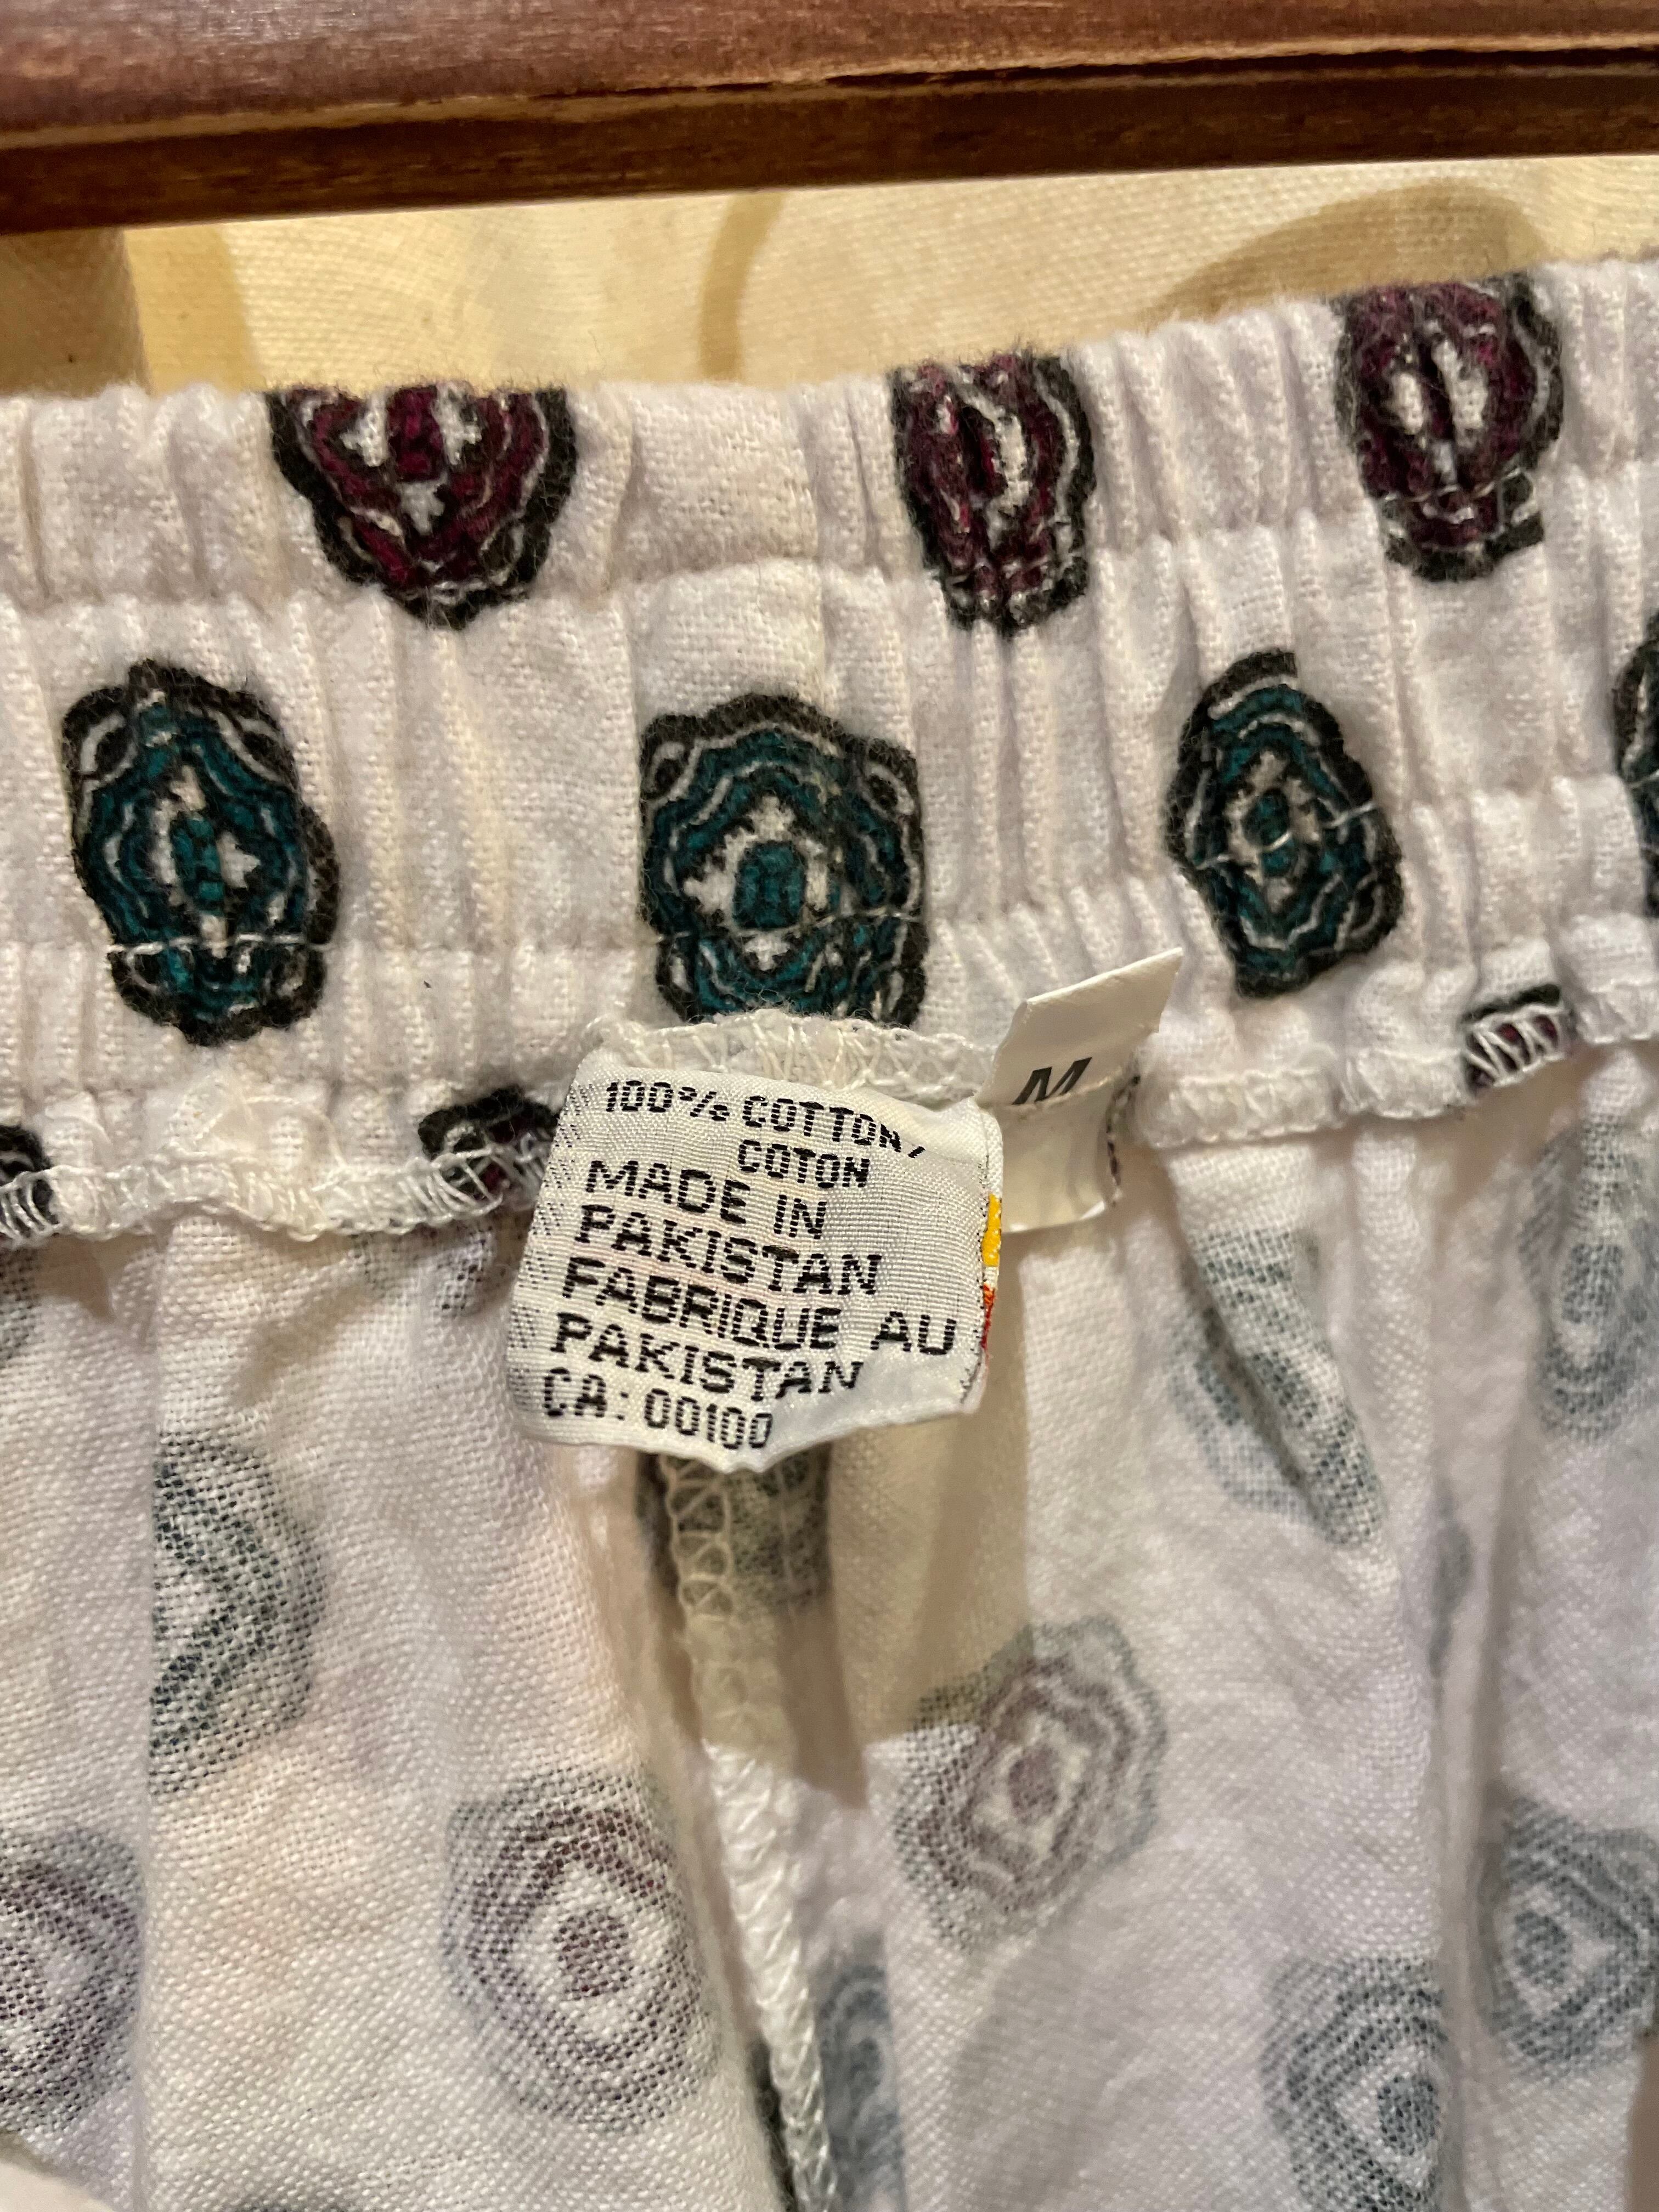 100% COTTON/
COTON
MADE IN
PAKISTAN
FABRIQUE AU
PAKISTAN
CA: 00100
M